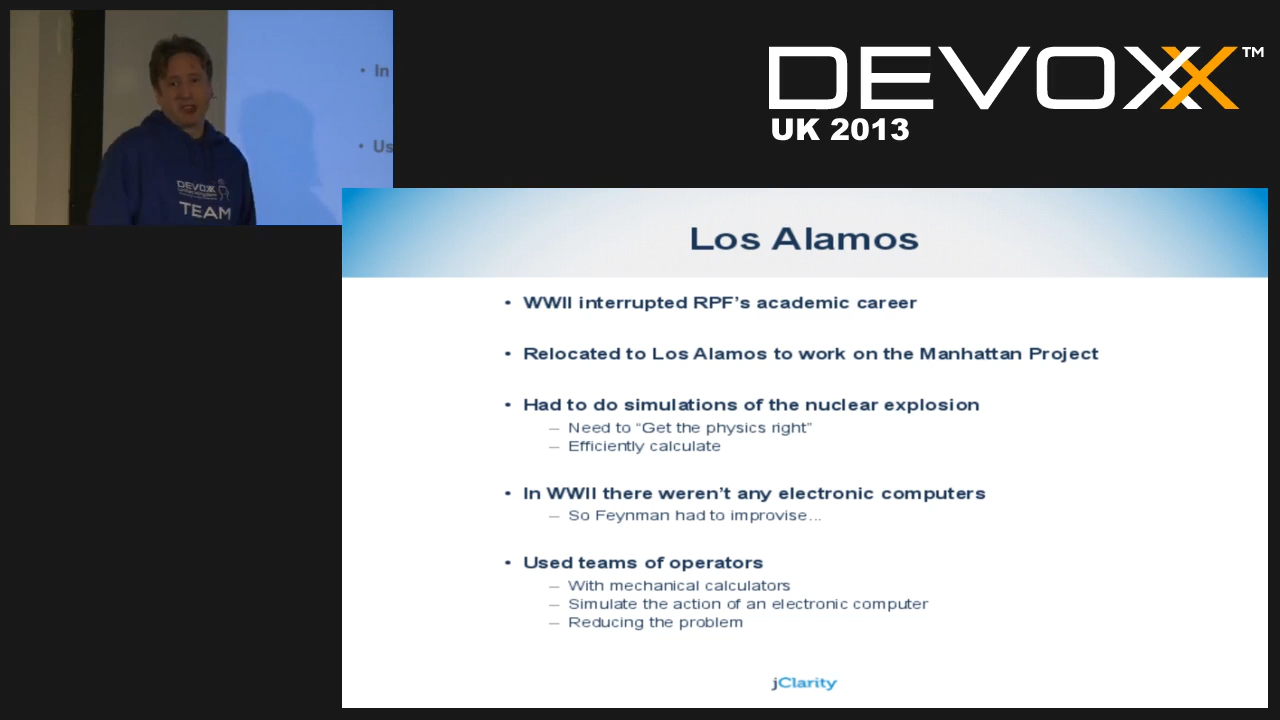 • In
• Us
DEVOXX
TEAM
DEVOXX™
UK 2013
Los Alamos
• WWII interrupted RPF's academic career
• Relocated to Los Alamos to work on the Manhattan Project
• Had to do simulations of the nuclear explosion
– Need to “Get the physics right”
– Efficiently calculate
• In WWII there weren't any electronic computers
– So Feynman had to improvise...
• Used teams of operators
– With mechanical calculators
– Simulate the action of an electronic computer
– Reducing the problem
jClarity